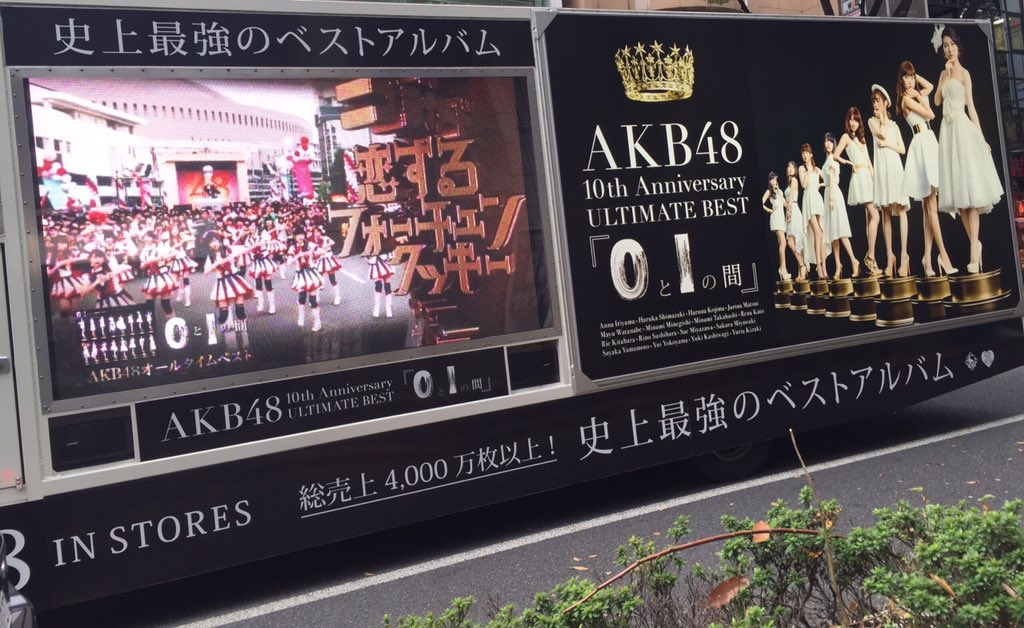 史上最強のベストアルバム
恋する
フォーチュン
クッキー
0と1の間
AKB48オールタイムベスト
AKB48 10th Anniversary ULTIMATE BEST 「0と1の間」
AKB48
10th Anniversary
ULTIMATE BEST
『0と1の間』
Anna Iriyama・Haruka Shimazaki・Haruna Kojima・Jurina Matsui
Mayu Watanabe・Minami Minegishi・Minami Takahashi・Rena Kato
Rie Kitahara・Rino Sashihara・Sae Miyazawa・Sakura Miyawaki
Sayaka Yamamoto・Yui Yokoyama・Yuki Kashiwagi・Yuria Kizaki
IN STORES
総売上4,000万枚以上！
史上最強のベストアルバム